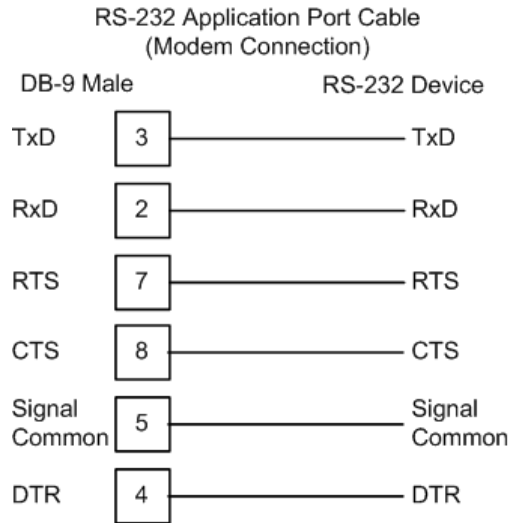 RS-232 Application Port Cable
(Modem Connection)
DB-9 Male RS-232 Device
TxD 3 TxD
RxD 2 RxD
RTS 7 RTS
CTS 8 CTS
Signal Common 5 Signal Common
DTR 4 DTR